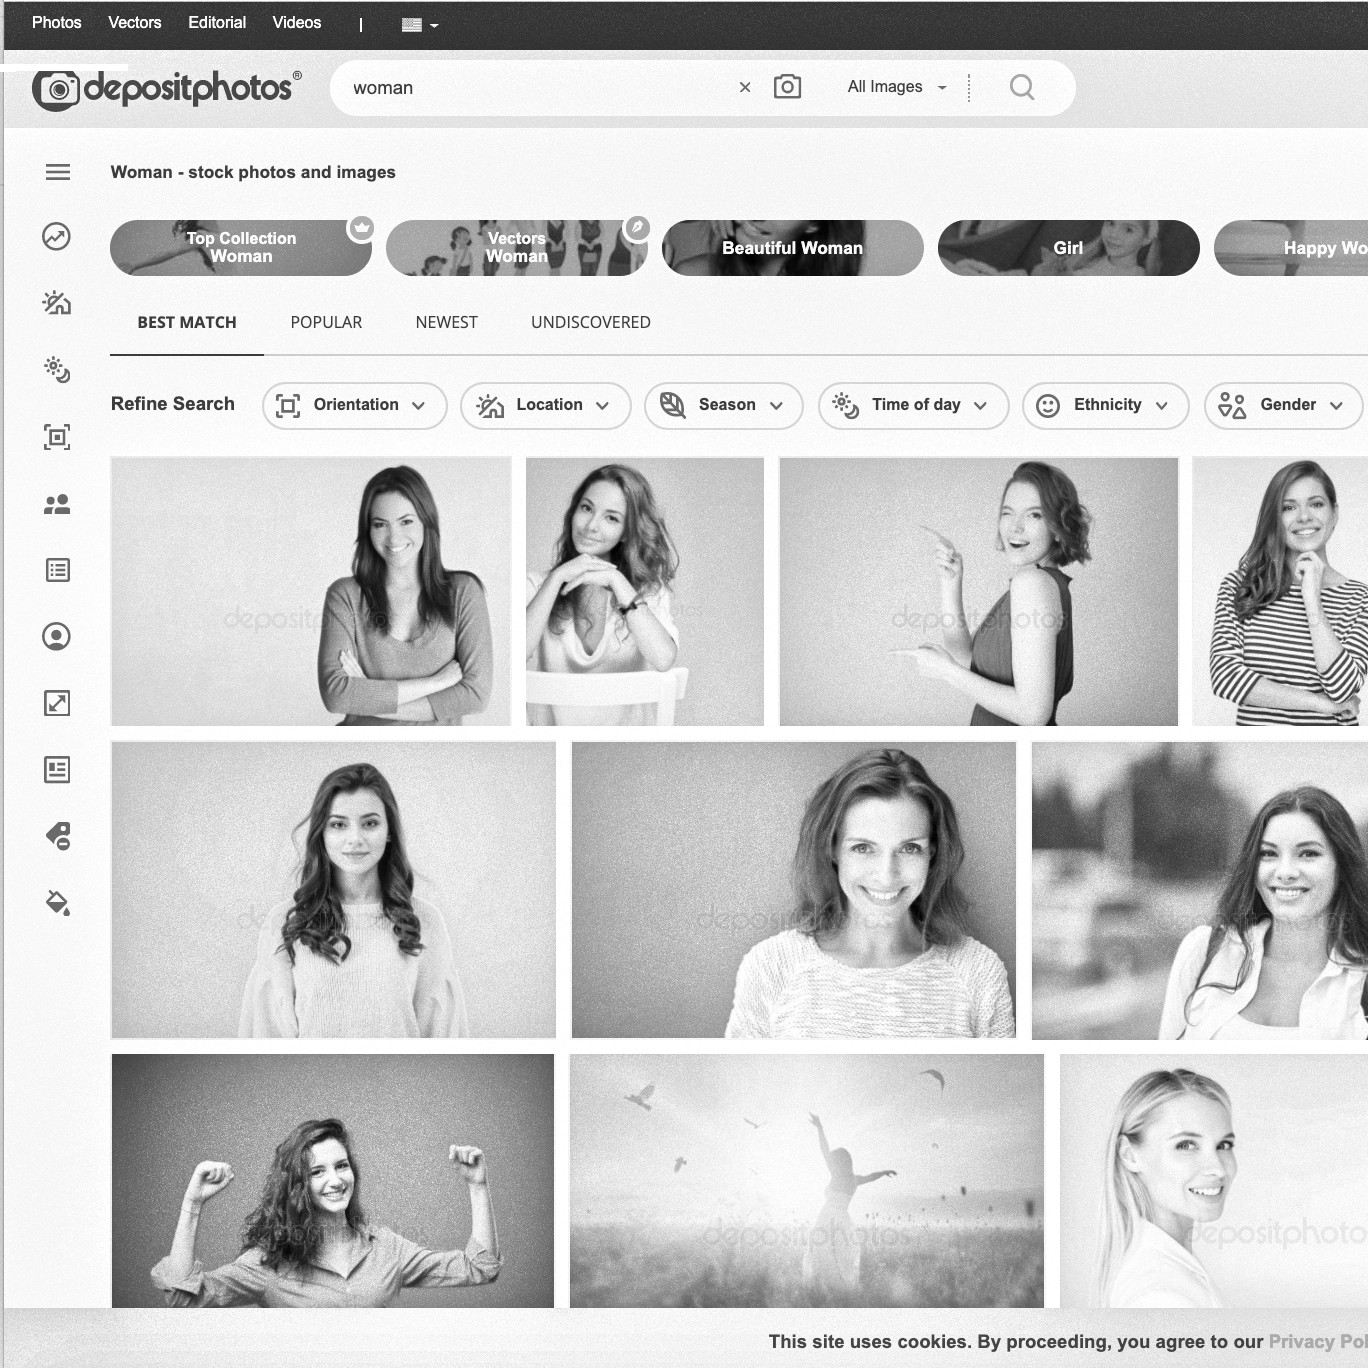 Photos Vectors Editorial Videos |
depositphotos®
woman × All Images
Woman - stock photos and images
Top Collection
Woman
Vectors
Woman
Beautiful Woman
Girl
Happy Wo
BEST MATCH POPULAR NEWEST UNDISCOVERED
Refine Search Orientation Location Season Time of day Ethnicity Gender
depositphotos
depositphotos
depositphotos
depositphotos
depositphotos
depositphotos
depositphotos
depositphoto
This site uses cookies. By proceeding, you agree to our Privacy Pol